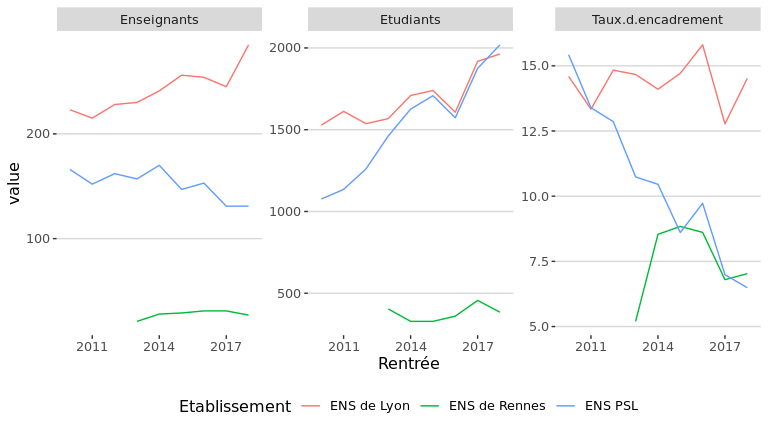 Enseignants Etudiants Taux.d.encadrement
value
200
100
2000
1500
1000
500
15.0
12.5
10.0
7.5
5.0
2011 2014 2017 2011 2014 2017 2011 2014 2017
Rentrée
Etablissement ENS de Lyon ENS de Rennes ENS PSL